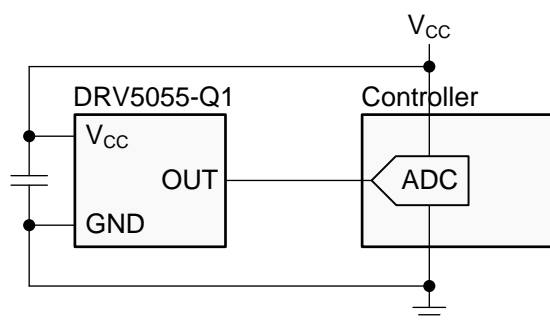 VCC
DRV5055-Q1
Controller
VCC
OUT
ADC
GND